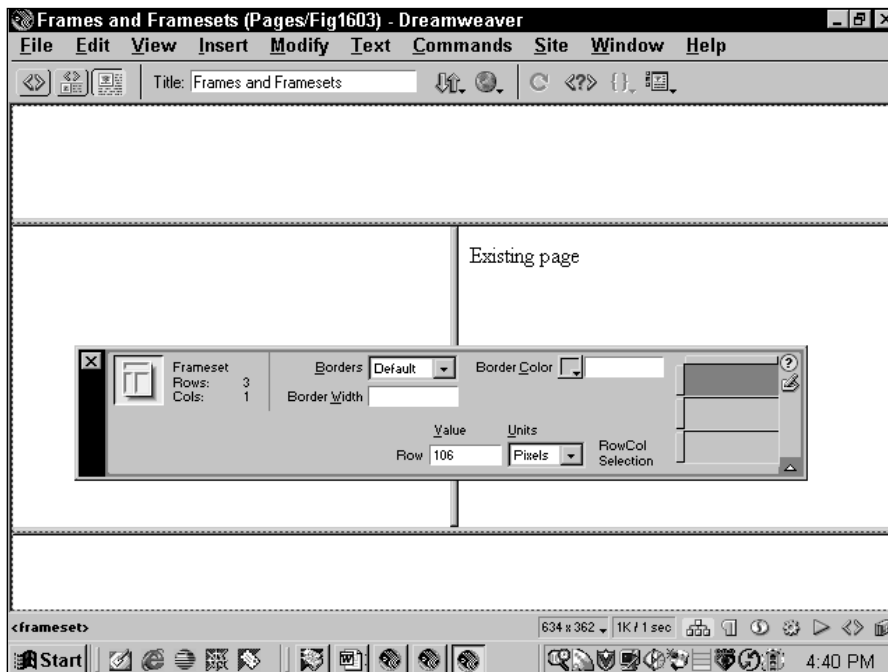 Frames and Framesets (Pages/Fig1603) - Dreamweaver
File Edit View Insert Modify Text Commands Site Window Help
Title: Frames and Framesets
Existing page
Frameset
Rows: 3
Cols: 1
Borders Default
Border Color
Border Width
Value Units
Row 106 Pixels
RowCol
Selection
<frameset>
634 x 362 1K / 1 sec
Start
4:40 PM